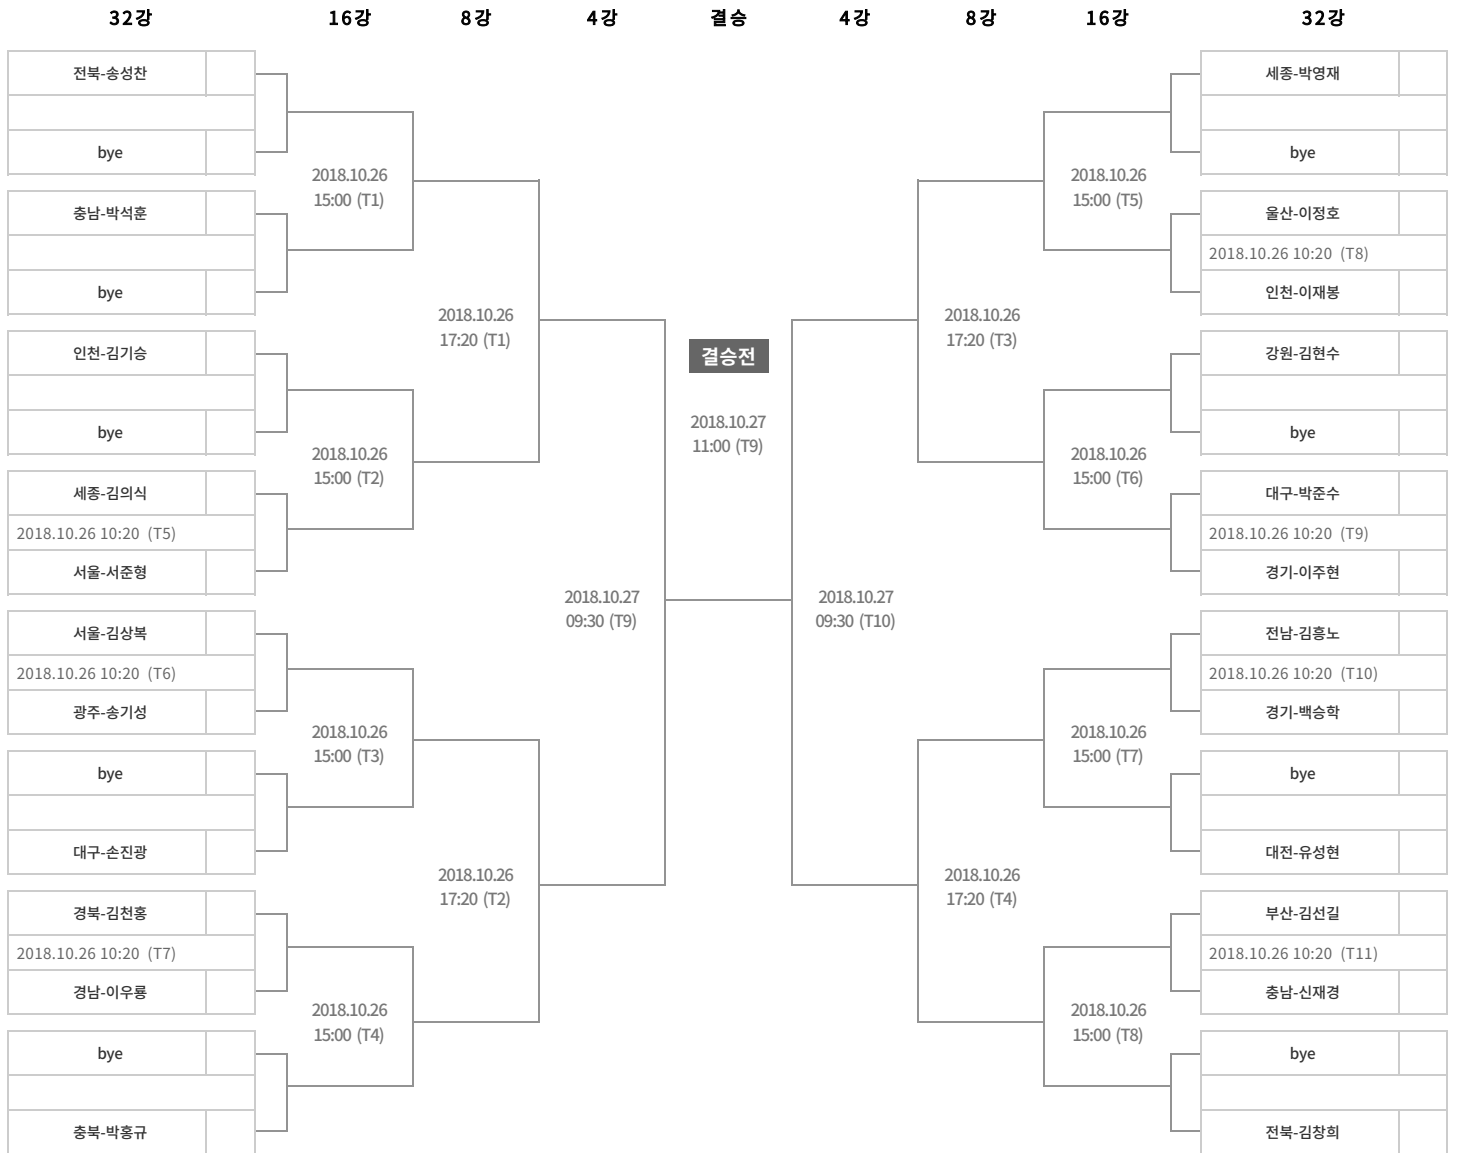 32강 16강 8강 4강 결승 4강 8강 16강 32강
전북-송성찬
bye
충남-박석훈
bye
인천-김기승
bye
세종-김의식
2018.10.26 10:20 (T5)
서울-서준형
서울-김상복
2018.10.26 10:20 (T6)
광주-송기성
bye
대구-손진광
경북-김천홍
2018.10.26 10:20 (T7)
경남-이우룡
bye
충북-박홍규
2018.10.26
15:00 (T1)
2018.10.26
15:00 (T2)
2018.10.26
15:00 (T3)
2018.10.26
15:00 (T4)
2018.10.26
17:20 (T1)
2018.10.26
17:20 (T2)
2018.10.27
09:30 (T9)
결승전
2018.10.27
11:00 (T9)
2018.10.27
09:30 (T10)
2018.10.26
17:20 (T3)
2018.10.26
17:20 (T4)
2018.10.26
15:00 (T5)
2018.10.26
15:00 (T6)
2018.10.26
15:00 (T7)
2018.10.26
15:00 (T8)
세종-박영재
bye
울산-이정호
2018.10.26 10:20 (T8)
인천-이재봉
강원-김현수
bye
대구-박준수
2018.10.26 10:20 (T9)
경기-이주현
전남-김흥노
2018.10.26 10:20 (T10)
경기-백승학
bye
대전-유성현
부산-김선길
2018.10.26 10:20 (T11)
충남-신재경
bye
전북-김창희